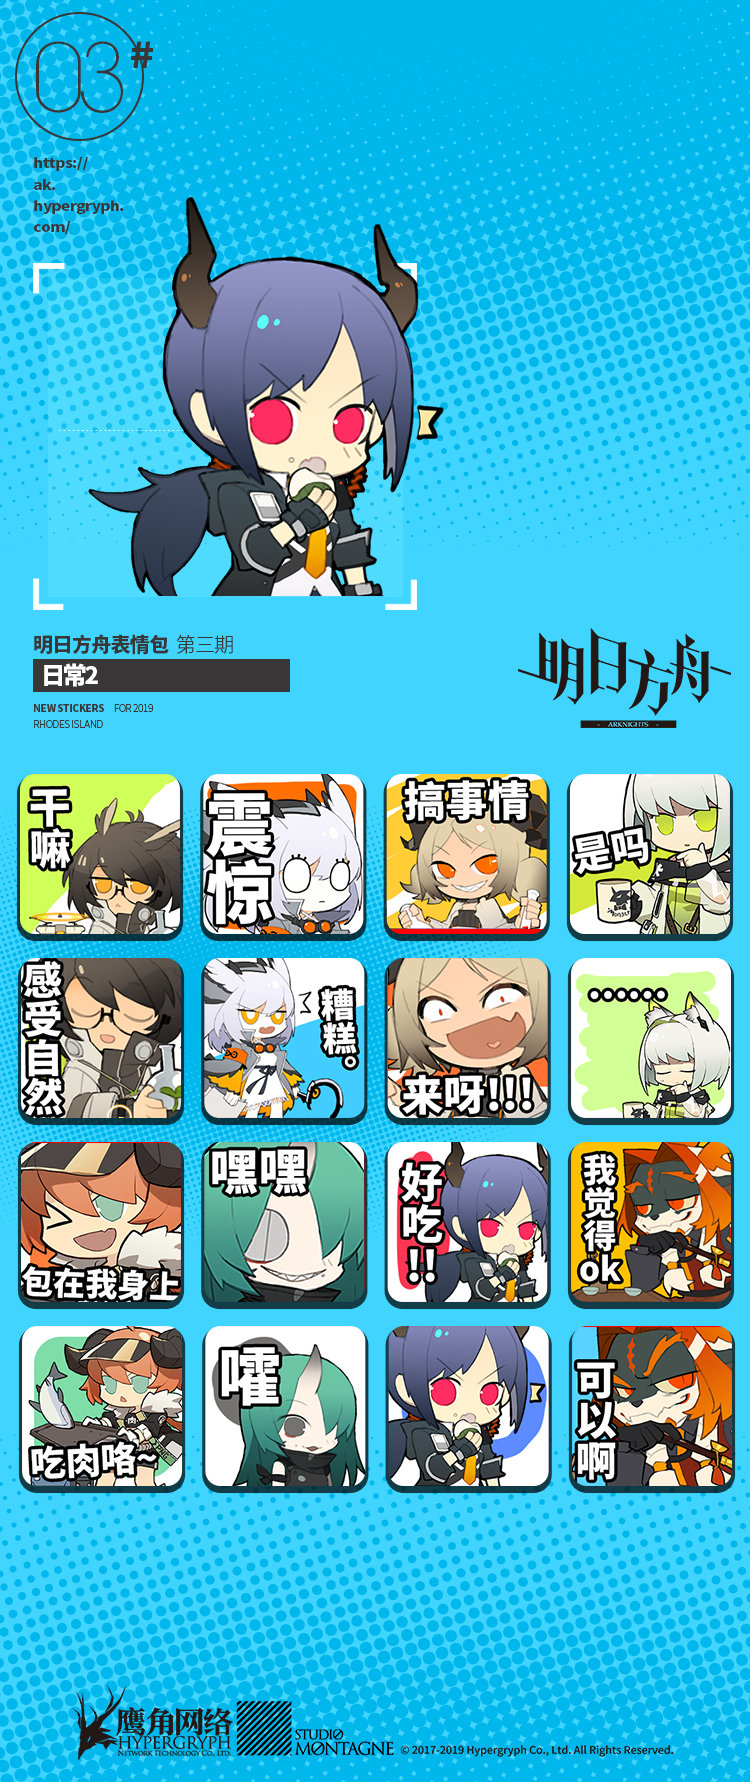 03#
https://
ak.
hypergryph.
com/
明日方舟表情包 第三期
日常2
NEW STICKERS FOR 2019
RHODES ISLAND
明日方舟
ARKNIGHTS
干嘛
震惊
搞事情
是吗
感受自然
糟糕。
来呀!!!
......
包在我身上
嘿嘿
好吃!!
我觉得ok
吃肉咯~
嚯
可以啊
鹰角网络
HYPERGRYPH
NETWORK TECHNOLOGY CO., LTD.
STUDIO
MØNTAGNE
© 2017-2019 Hypergryph Co., Ltd. All Rights Reserved.